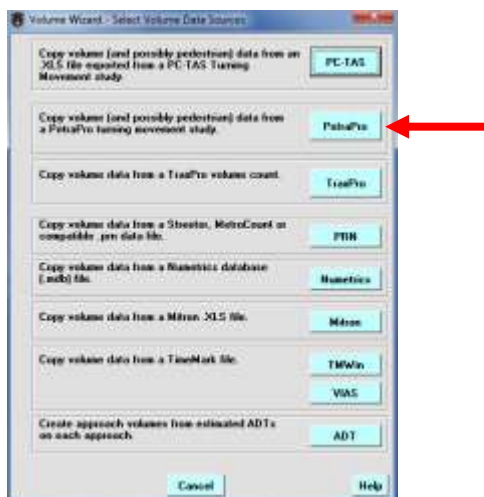 Volume Wizard - Select Volume Data Sources
Copy volume (and possibly pedestrian) data from an
.XLS file exported from a PC-TAS Turning
Movement study.
PC-TAS
Copy volume (and possibly pedestrian) data from
a PetraPro turning movement study.
PetraPro
Copy volume data from a TraxPro volume count.
TraxPro
Copy volume data from a Streeter, MetroCount or
compatible .prn data file.
PRN
Copy volume data from a Numetrics database
(.mdb) file.
Numetrics
Copy volume data from a Mitron .XLS file.
Mitron
Copy volume data from a TimeMark file.
TMWin
VIAS
Create approach volumes from estimated ADTs
on each approach.
ADT
Cancel
Help